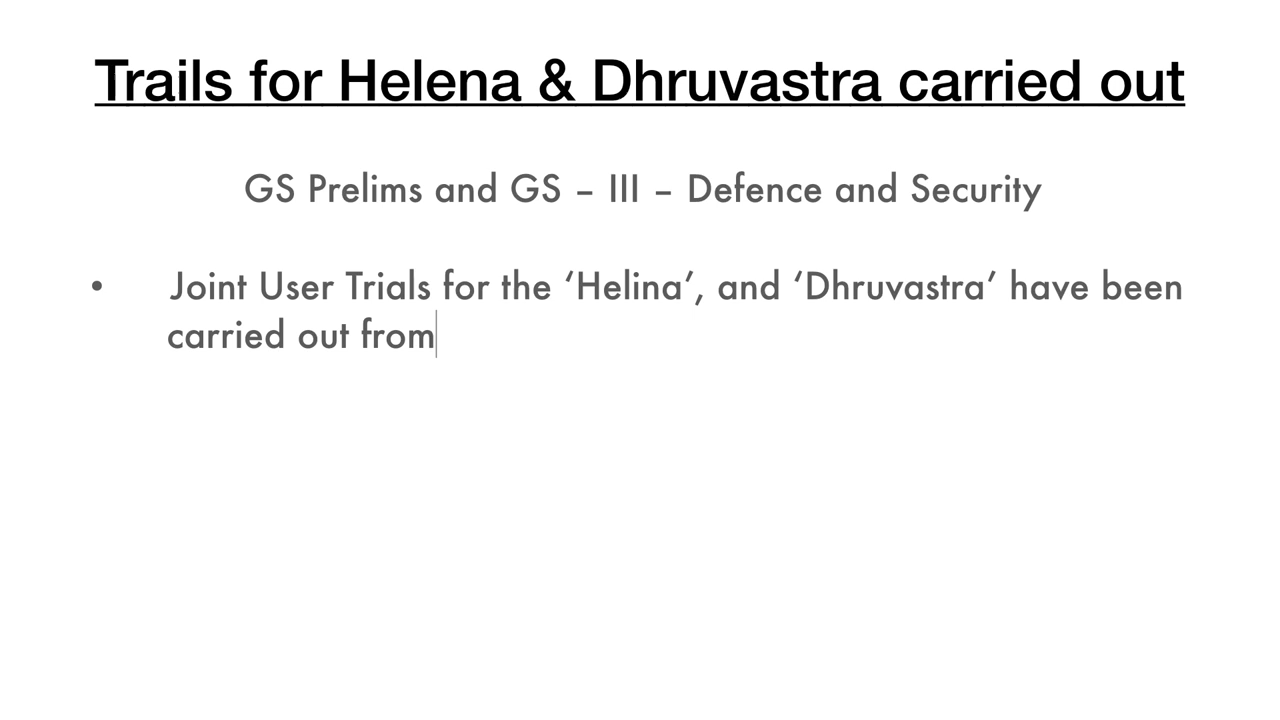 Trails for Helena & Dhruvastra carried out
GS Prelims and GS – III – Defence and Security
• Joint User Trials for the ‘Helina’, and ‘Dhruvastra’ have been
carried out from